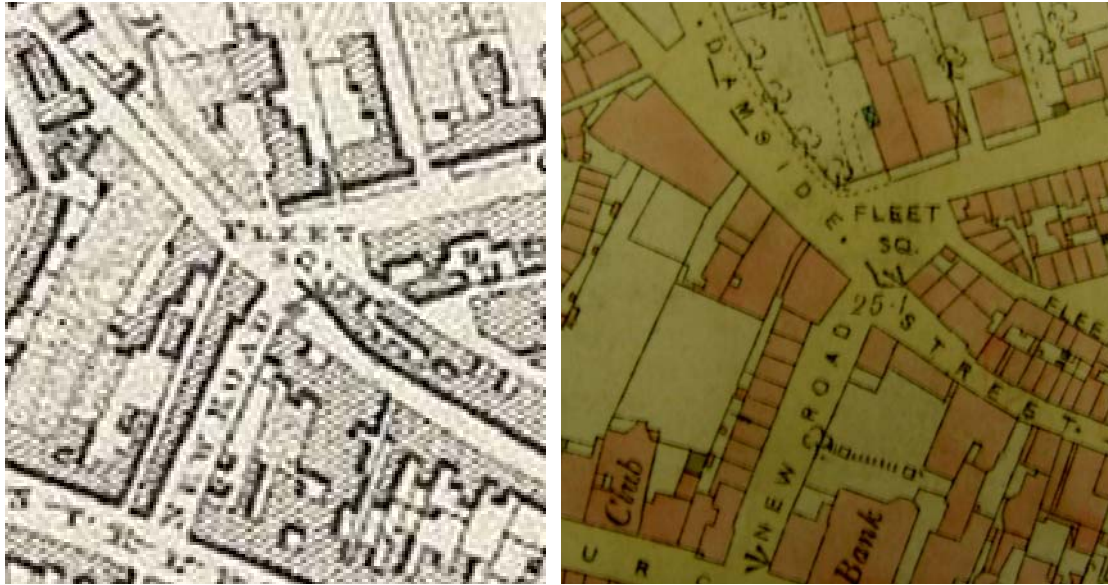 FLEET
SQ.
NEW ROAD
DAMSIDE.
FLEET
SQ.
25·1
FLEE
STREET.
NEW ROAD
Club
Bank